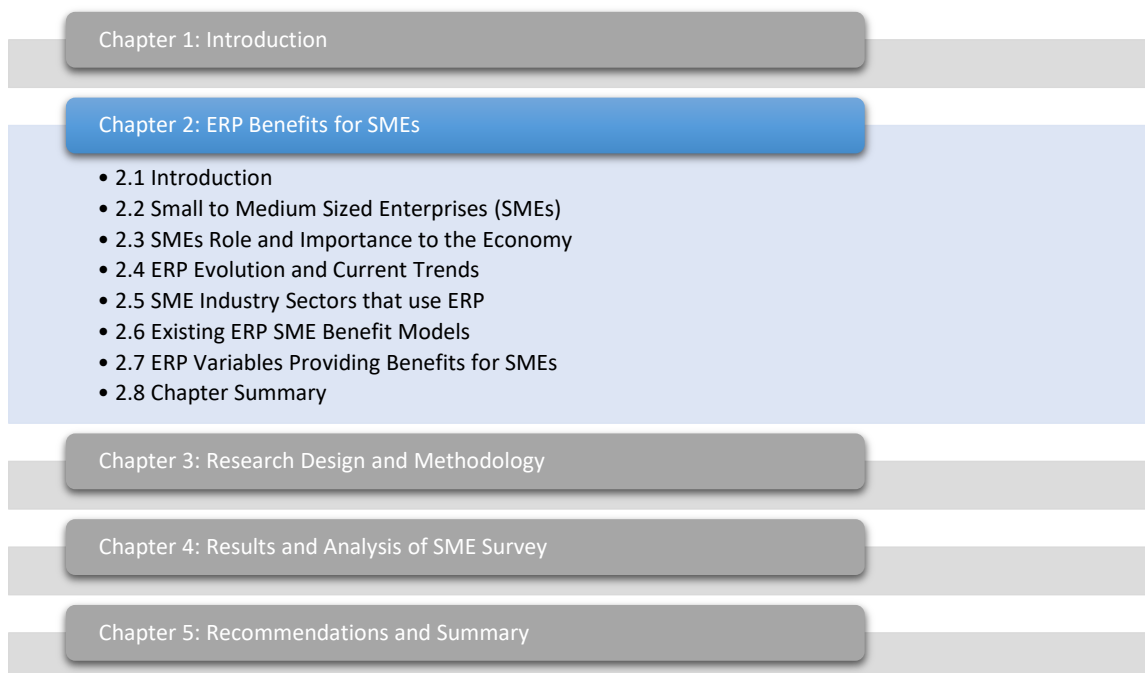 Chapter 1: Introduction
Chapter 2: ERP Benefits for SMEs
• 2.1 Introduction
• 2.2 Small to Medium Sized Enterprises (SMEs)
• 2.3 SMEs Role and Importance to the Economy
• 2.4 ERP Evolution and Current Trends
• 2.5 SME Industry Sectors that use ERP
• 2.6 Existing ERP SME Benefit Models
• 2.7 ERP Variables Providing Benefits for SMEs
• 2.8 Chapter Summary
Chapter 3: Research Design and Methodology
Chapter 4: Results and Analysis of SME Survey
Chapter 5: Recommendations and Summary